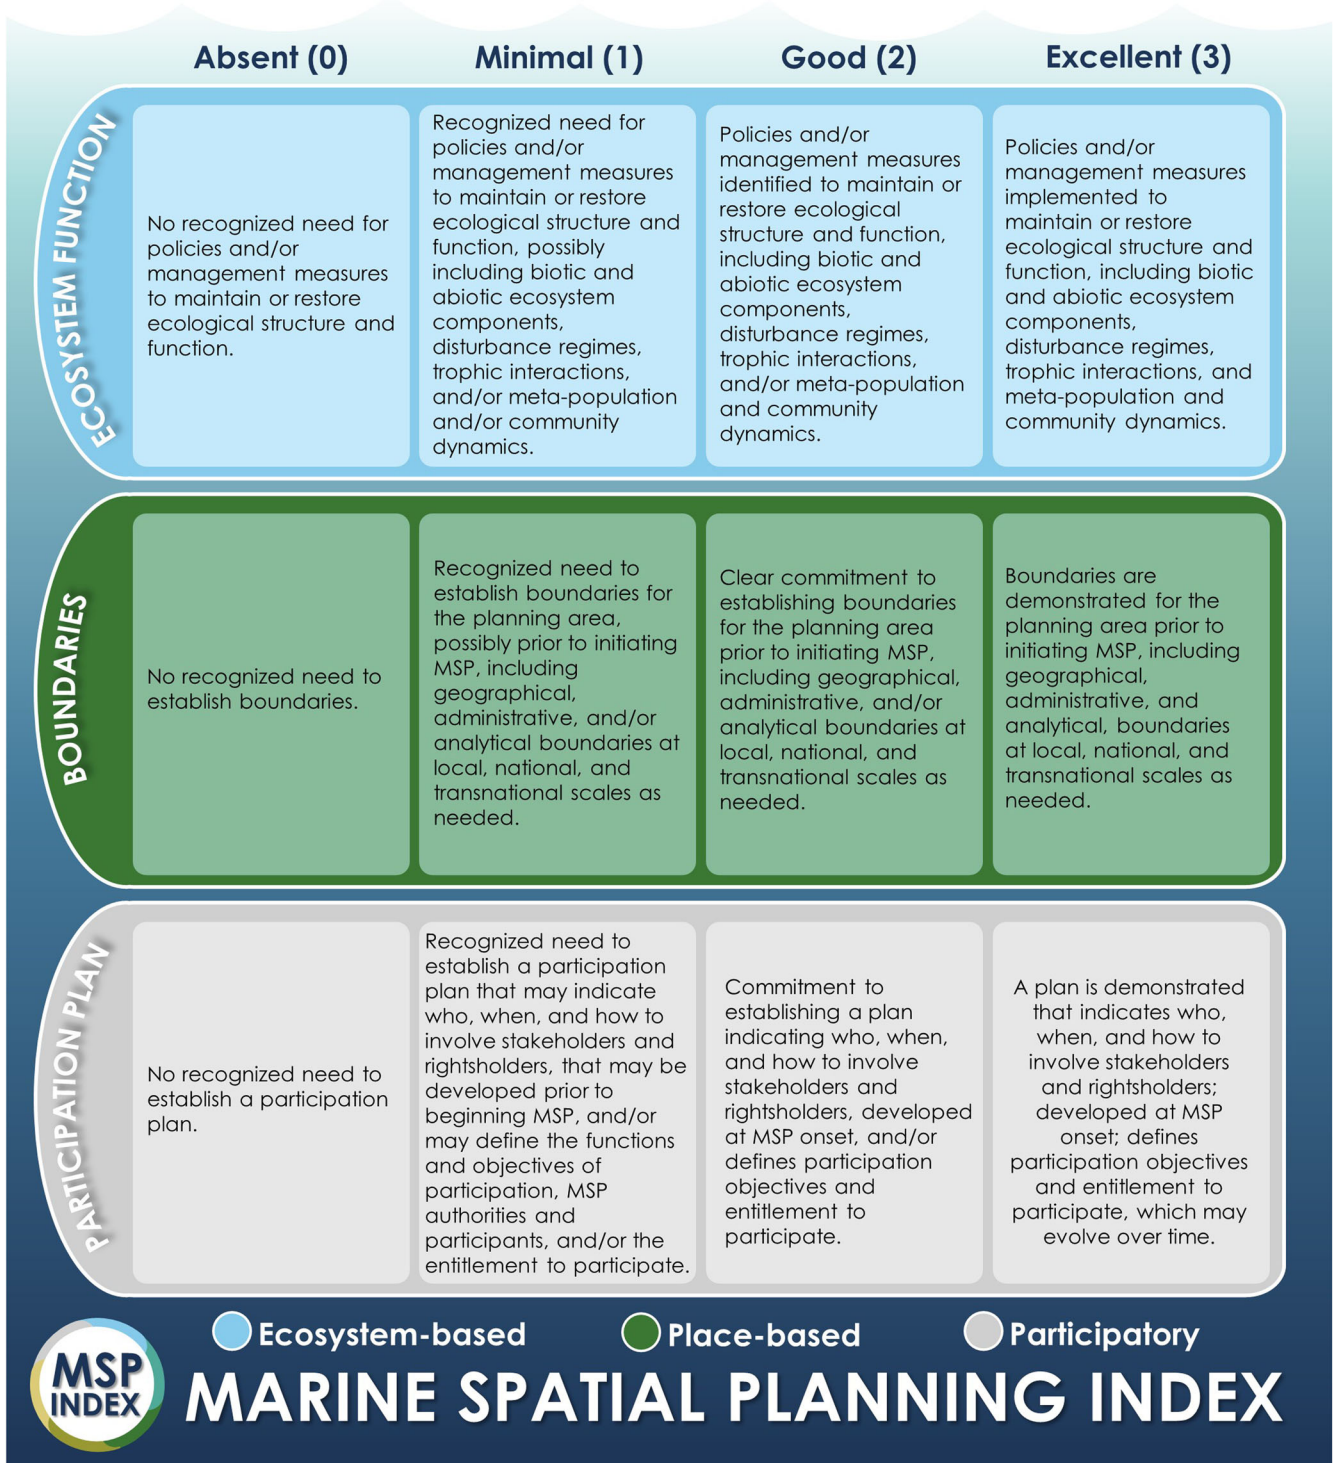 Absent (0)
Minimal (1)
Good (2)
Excellent (3)
ECOSYSTEM FUNCTION
No recognized need for
policies and/or
management measures
to maintain or restore
ecological structure and
function.
Recognized need for
policies and/or
management measures
to maintain or restore
ecological structure and
function, possibly
including biotic and
abiotic ecosystem
components,
disturbance regimes,
trophic interactions,
and/or meta-population
and/or community
dynamics.
Policies and/or
management measures
identified to maintain or
restore ecological
structure and function,
including biotic and
abiotic ecosystem
components,
disturbance regimes,
trophic interactions,
and/or meta-population
and community
dynamics.
Policies and/or
management measures
implemented to
maintain or restore
ecological structure and
function, including biotic
and abiotic ecosystem
components,
disturbance regimes,
trophic interactions, and
meta-population and
community dynamics.
BOUNDARIES
No recognized need to
establish boundaries.
Recognized need to
establish boundaries for
the planning area,
possibly prior to initiating
MSP, including
geographical,
administrative, and/or
analytical boundaries at
local, national, and
transnational scales as
needed.
Clear commitment to
establishing boundaries
for the planning area
prior to initiating MSP,
including geographical,
administrative, and/or
analytical boundaries at
local, national, and
transnational scales as
needed.
Boundaries are
demonstrated for the
planning area prior to
initiating MSP, including
geographical,
administrative, and
analytical, boundaries
at local, national, and
transnational scales as
needed.
PARTICIPATION PLAN
No recognized need to
establish a participation
plan.
Recognized need to
establish a participation
plan that may indicate
who, when, and how to
involve stakeholders and
rightsholders, that may be
developed prior to
beginning MSP, and/or
may define the functions
and objectives of
participation, MSP
authorities and
participants, and/or the
entitlement to participate.
Commitment to
establishing a plan
indicating who, when,
and how to involve
stakeholders and
rightsholders, developed
at MSP onset, and/or
defines participation
objectives and
entitlement to
participate.
A plan is demonstrated
that indicates who,
when, and how to
involve stakeholders
and rightsholders;
developed at MSP
onset; defines
participation objectives
and entitlement to
participate, which may
evolve over time.
Ecosystem-based
Place-based
Participatory
MSP
INDEX
MARINE SPATIAL PLANNING INDEX